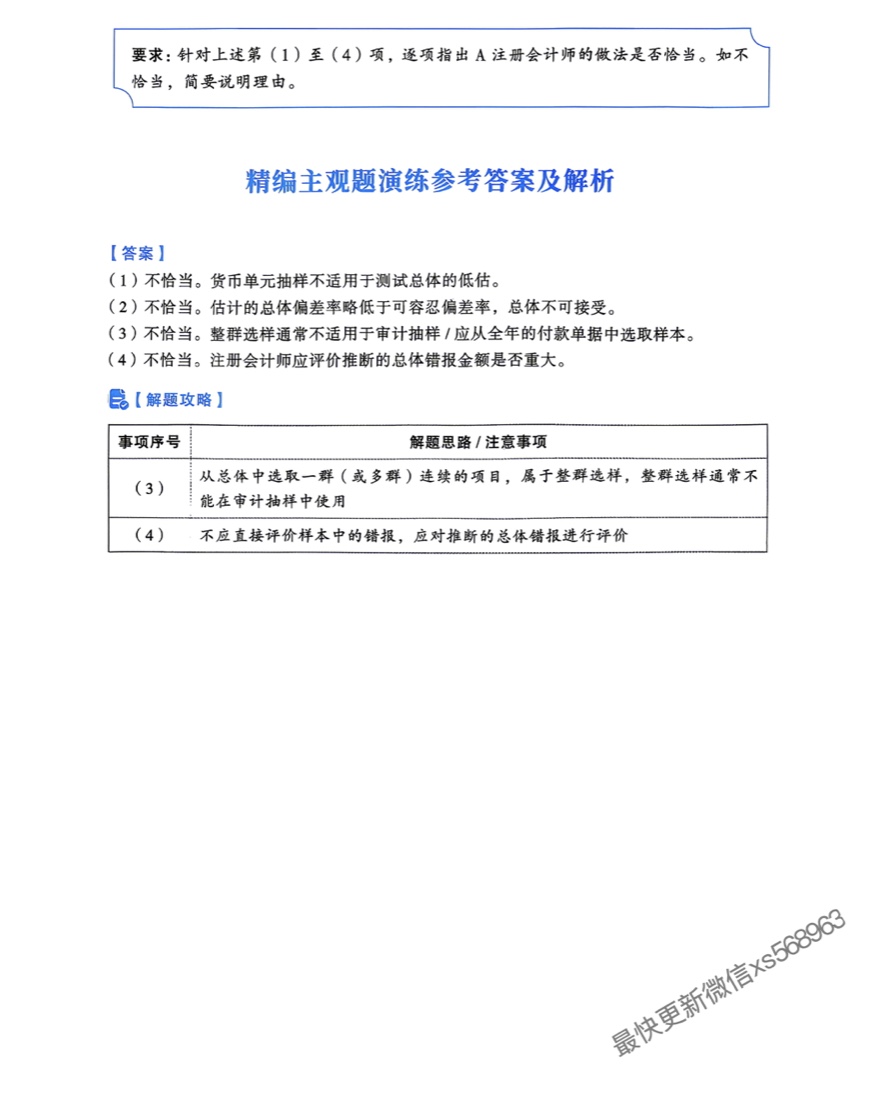 要求：针对上述第（1）至（4）项，逐项指出 A 注册会计师的做法是否恰当。如不
恰当，简要说明理由。
精编主观题演练参考答案及解析
【答案】
（1）不恰当。货币单元抽样不适用于测试总体的低估。
（2）不恰当。估计的总体偏差率略低于可容忍偏差率，总体不可接受。
（3）不恰当。整群选样通常不适用于审计抽样 / 应从全年的付款单据中选取样本。
（4）不恰当。注册会计师应评价推断的总体错报金额是否重大。
【解题攻略】
事项序号 解题思路 / 注意事项
（3） 从总体中选取一群（或多群）连续的项目，属于整群选样，整群选样通常不
能在审计抽样中使用
（4） 不应直接评价样本中的错报，应对推断的总体错报进行评价
最快更新微信xs568963